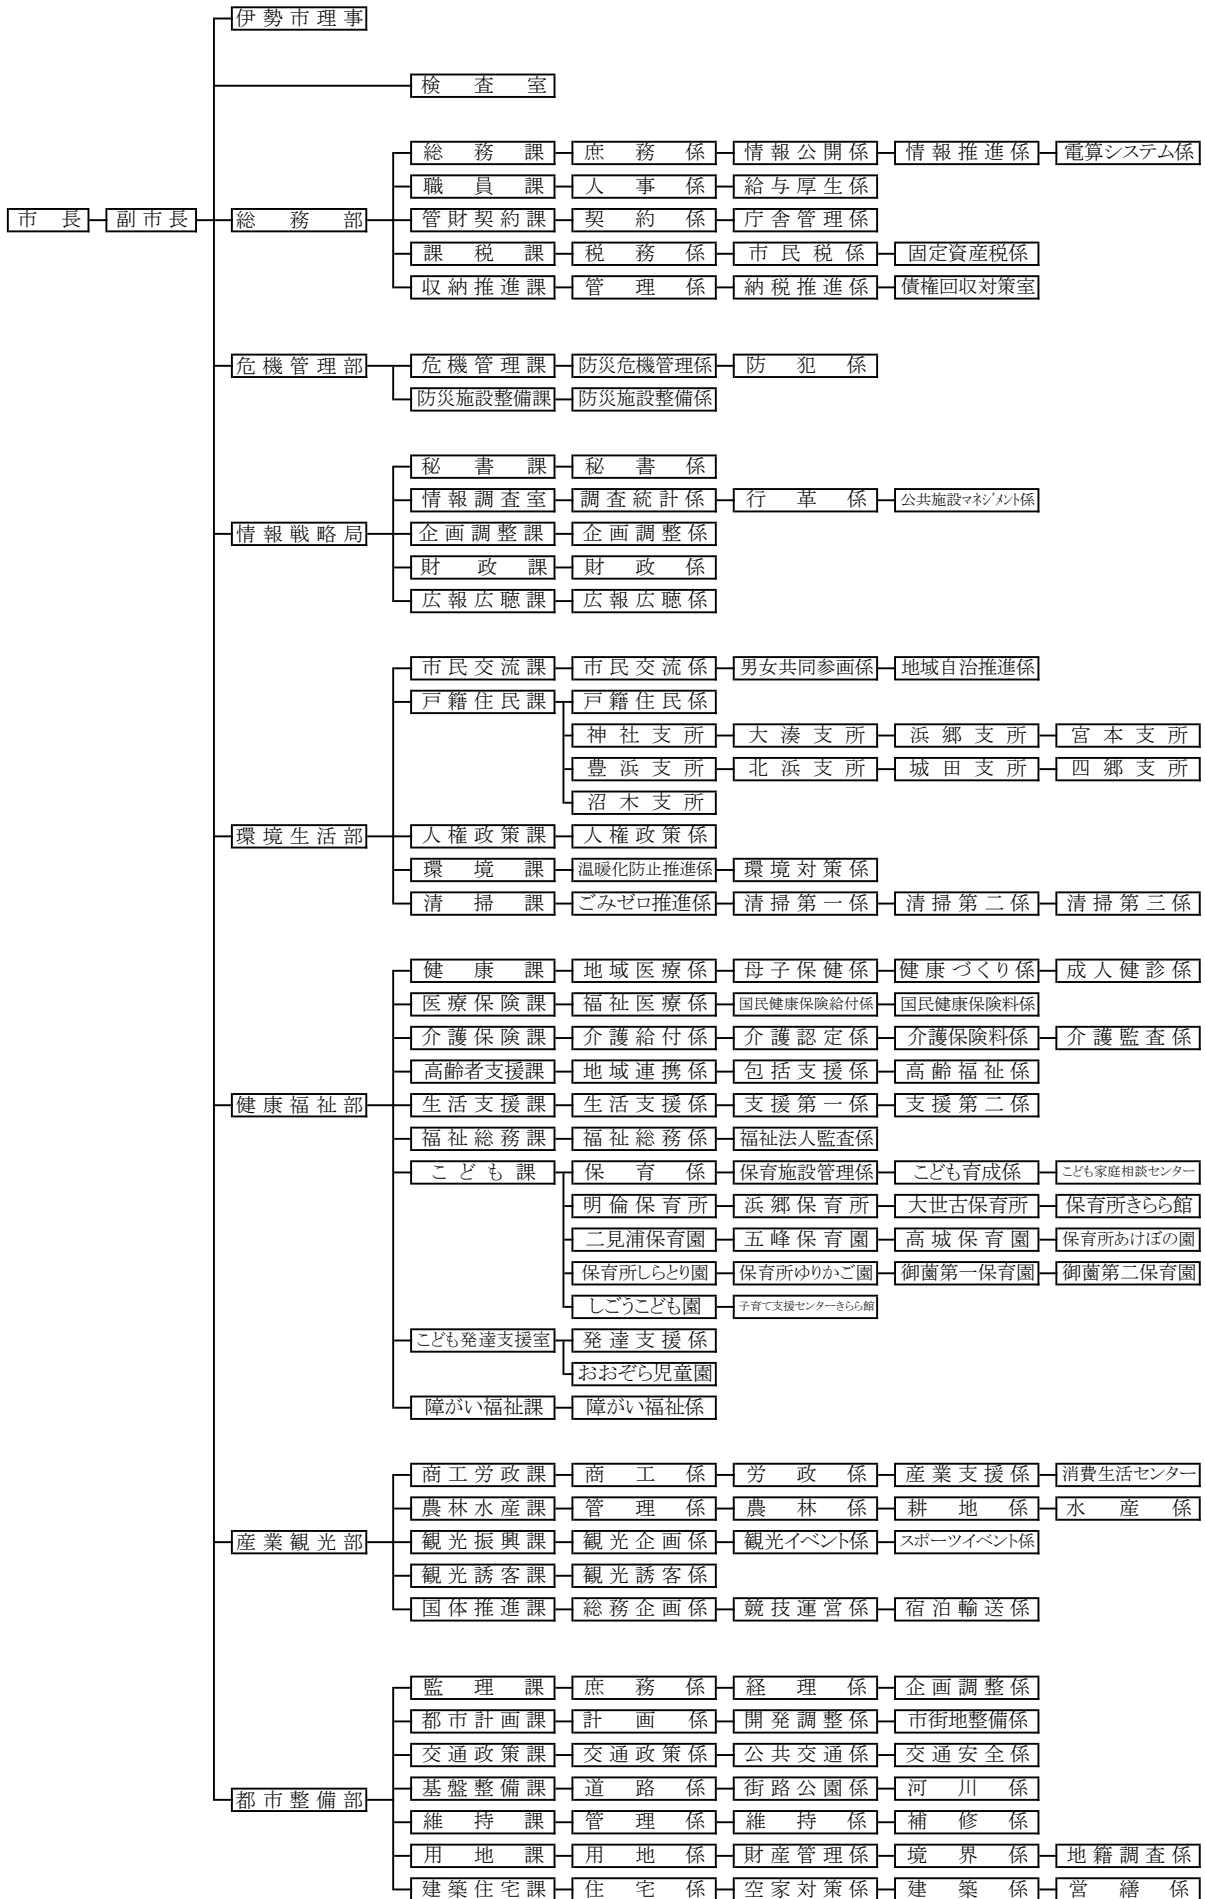 伊勢市理事
検査室
総務課 庶務係 情報公開係 情報推進係 電算システム係
職員課 人事係 給与厚生係
市長 副市長 総務部 管財契約課 契約係 庁舎管理係
課税課 税務係 市民税係 固定資産税係
収納推進課 管理係 納税推進係 債権回収対策室
危機管理部 危機管理課 防災危機管理係 防犯係
防災施設整備課 防災施設整備係
秘書課 秘書係
情報調査室 調査統計係 行革係 公共施設マネジメント係
情報戦略局 企画調整課 企画調整係
財政課 財政係
広報広聴課 広報広聴係
市民交流課 市民交流係 男女共同参画係 地域自治推進係
戸籍住民課 戸籍住民係
神社支所 大湊支所 浜郷支所 宮本支所
豊浜支所 北浜支所 城田支所 四郷支所
沼木支所
環境生活部 人権政策課 人権政策係
環境課 温暖化防止推進係 環境対策係
清掃課 ごみゼロ推進係 清掃第一係 清掃第二係 清掃第三係
健康課 地域医療係 母子保健係 健康づくり係 成人健診係
医療保険課 福祉医療係 国民健康保険給付係 国民健康保険料係
介護保険課 介護給付係 介護認定係 介護保険料係 介護監査係
高齢者支援課 地域連携係 包括支援係 高齢福祉係
健康福祉部 生活支援課 生活支援係 支援第一係 支援第二係
福祉総務課 福祉総務係 福祉法人監査係
こども課 保育係 保育施設管理係 こども育成係 こども家庭相談センター
明倫保育所 浜郷保育所 大世古保育所 保育所きらら館
二見浦保育園 五峰保育園 高城保育園 保育所あけぼの園
保育所しらとり園 保育所ゆりかご園 御薗第一保育園 御薗第二保育園
しごうこども園 子育て支援センターきらら館
こども発達支援室 発達支援係
おおぞら児童園
障がい福祉課 障がい福祉係
商工労政課 商工係 労政係 産業支援係 消費生活センター
農林水産課 管理係 農林係 耕地係 水産係
産業観光部 観光振興課 観光企画係 観光イベント係 スポーツイベント係
観光誘客課 観光誘客係
国体推進課 総務企画係 競技運営係 宿泊輸送係
監理課 庶務係 経理係 企画調整係
都市計画課 計画係 開発調整係 市街地整備係
交通政策課 交通政策係 公共交通係 交通安全係
都市整備部 基盤整備課 道路係 街路公園係 河川係
維持課 管理係 維持係 補修係
用地課 用地係 財産管理係 境界係 地籍調査係
建築住宅課 住宅係 空家対策係 建築係 営繕係